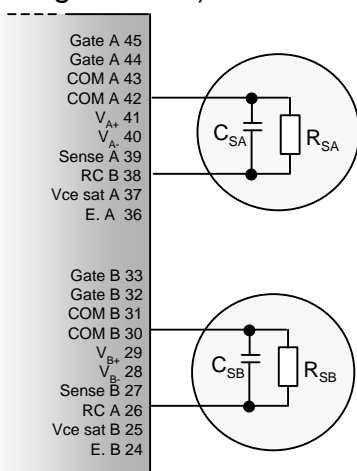 Gate A 45
Gate A 44
COM A 43
COM A 42
VA+ 41
VA- 40
Sense A 39
RC B 38
Vce sat A 37
E. A 36
CSA
RSA
Gate B 33
Gate B 32
COM B 31
COM B 30
VB+ 29
VB- 28
Sense B 27
RC A 26
Vce sat B 25
E. B 24
CSB
RSB